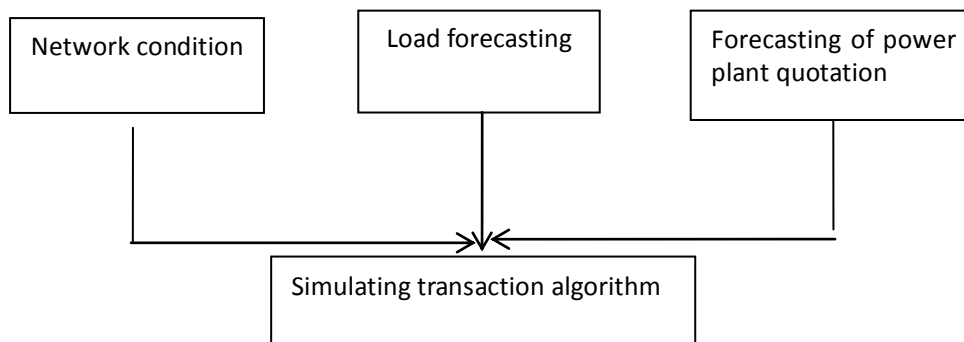 Network condition
Load forecasting
Forecasting of power
plant quotation
Simulating transaction algorithm